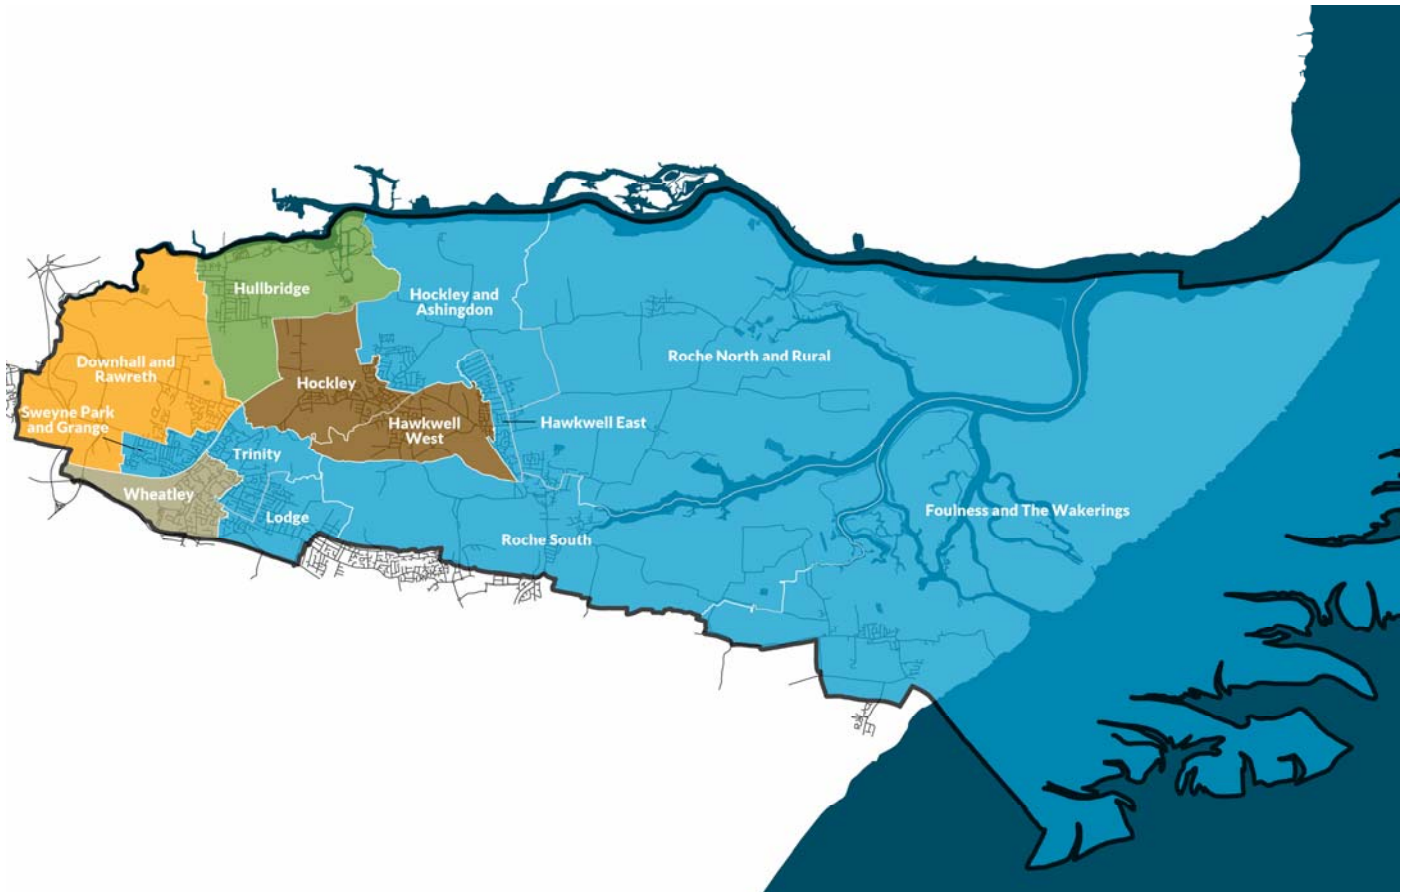 Hullbridge
Hockley and
Ashingdon
Roche North and Rural
Downhall and
Rawreth
Hockley
Sweyne Park
and Grange
Hawkwell
West
Hawkwell East
Trinity
Wheatley
Lodge
Foulness and The Wakerings
Roche South